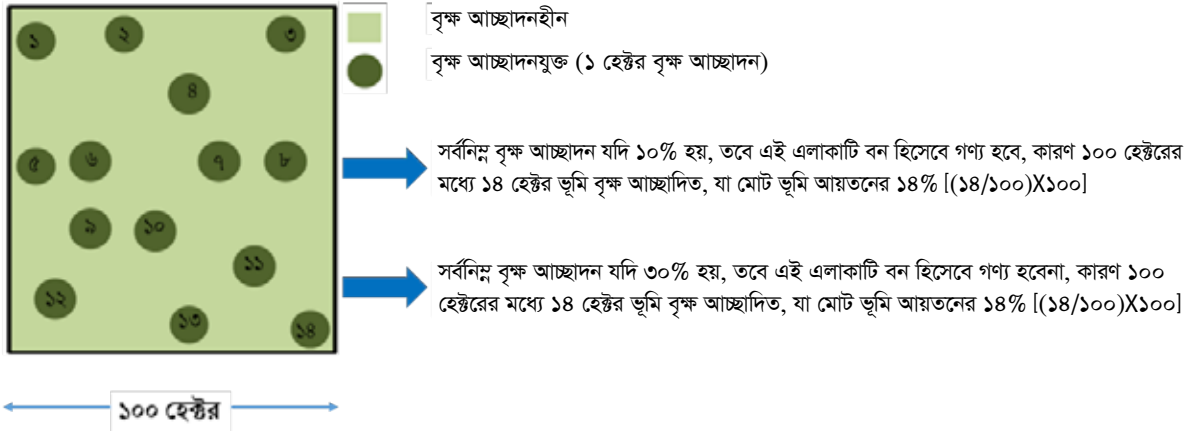 ১
২
৩
৪
৫
৬
৭
৮
৯
১০
১১
১২
১৩
১৪
১০০ হেক্টর
বৃক্ষ আচ্ছাদনহীন
বৃক্ষ আচ্ছাদনযুক্ত (১ হেক্টর বৃক্ষ আচ্ছাদন)
সর্বনিম্ন বৃক্ষ আচ্ছাদন যদি ১০% হয়, তবে এই এলাকাটি বন হিসেবে গণ্য হবে, কারণ ১০০ হেক্টরের
মধ্যে ১৪ হেক্টর ভূমি বৃক্ষ আচ্ছাদিত, যা মোট ভূমি আয়তনের ১৪% [(১৪/১০০)X১০০]
সর্বনিম্ন বৃক্ষ আচ্ছাদন যদি ৩০% হয়, তবে এই এলাকাটি বন হিসেবে গণ্য হবেনা, কারণ ১০০
হেক্টরের মধ্যে ১৪ হেক্টর ভূমি বৃক্ষ আচ্ছাদিত, যা মোট ভূমি আয়তনের ১৪% [(১৪/১০০)X১০০]